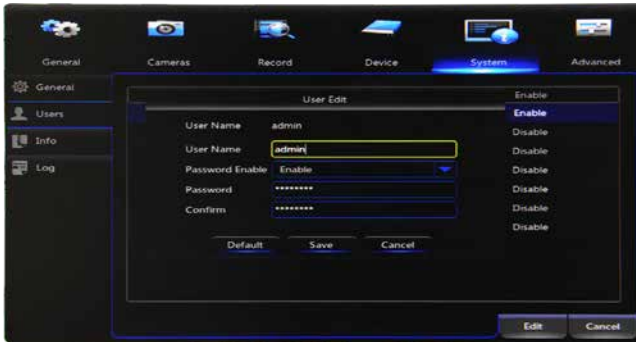 General Cameras Record Device System Advanced
General
Users
Info
Log
User Edit
User Name admin
User Name admin
Password Enable Enable
Password ********
Confirm ********
Default Save Cancel
Enable
Enable
Disable
Disable
Disable
Disable
Disable
Disable
Edit Cancel